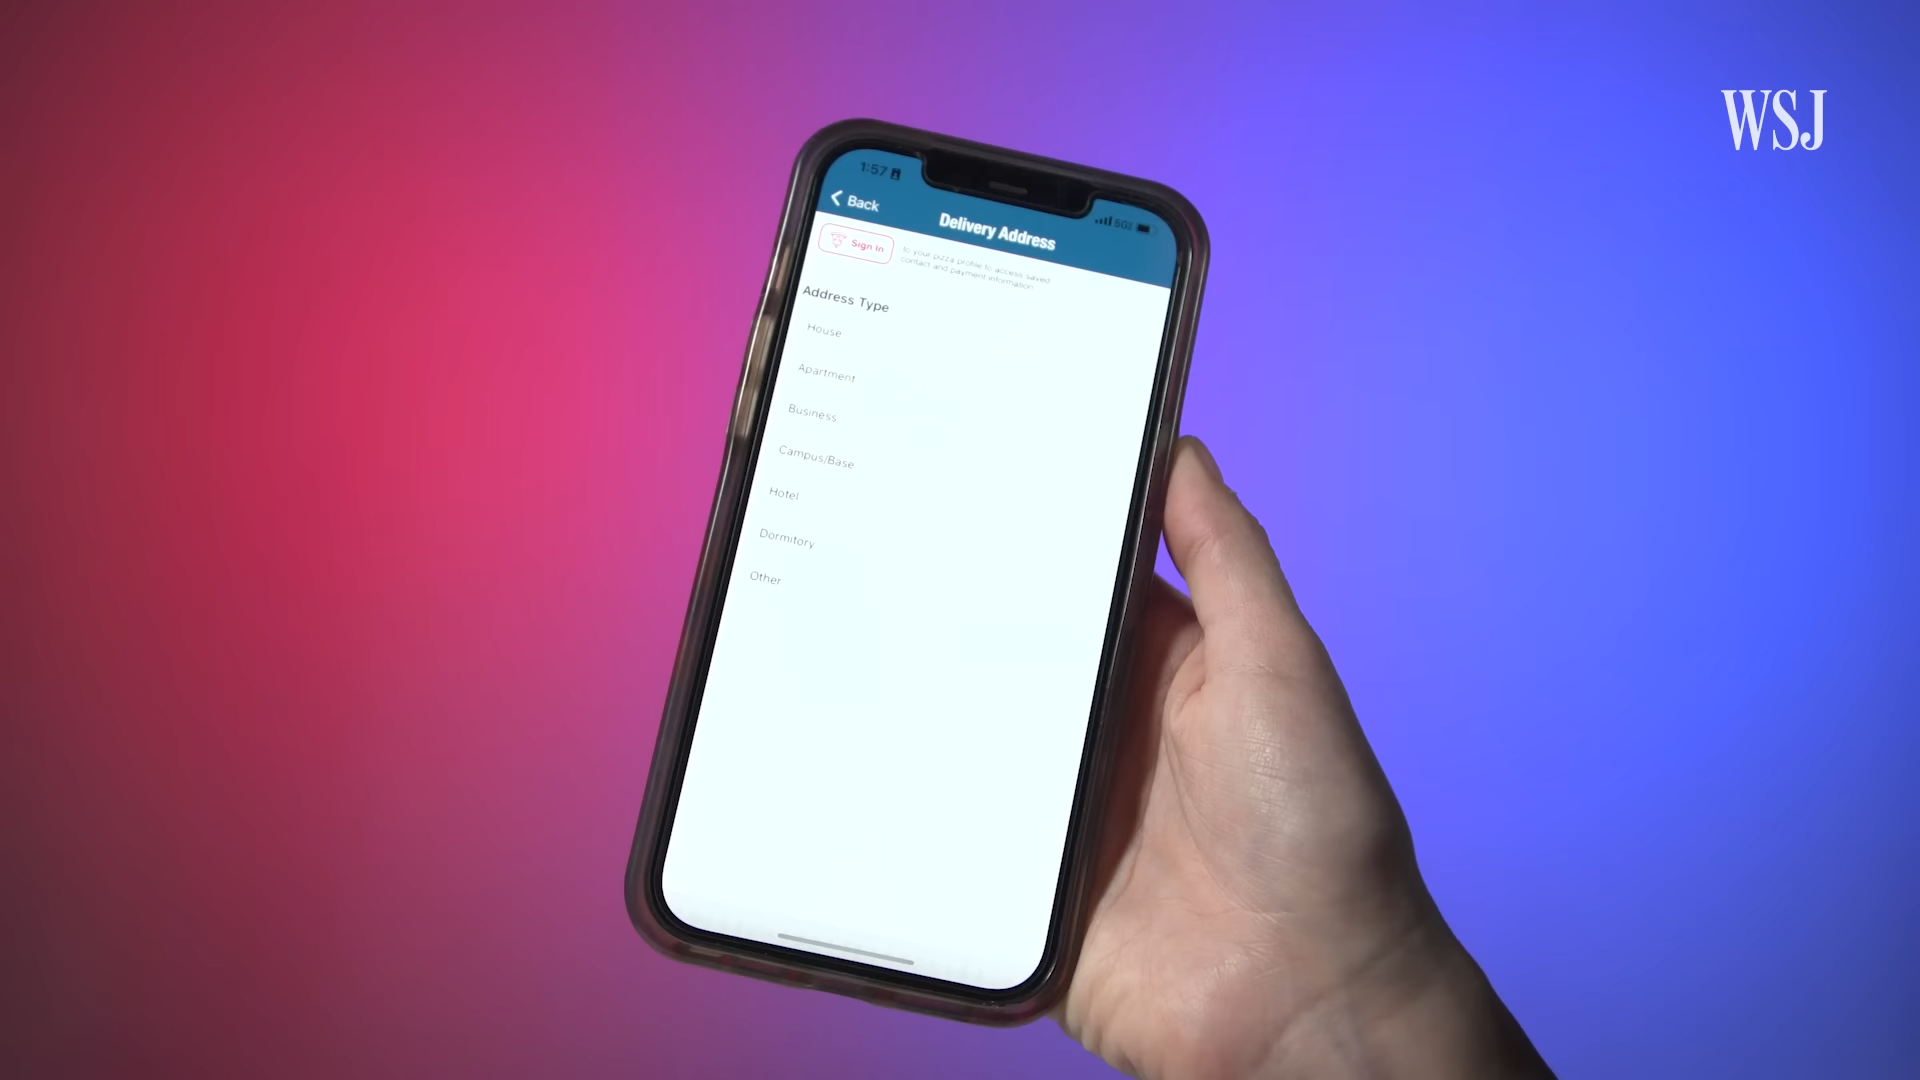 WSJ
1:57
Back
Delivery Address
Sign In
to your pizza profile to access saved
contact and payment information
Address Type
House
Apartment
Business
Campus/Base
Hotel
Dormitory
Other